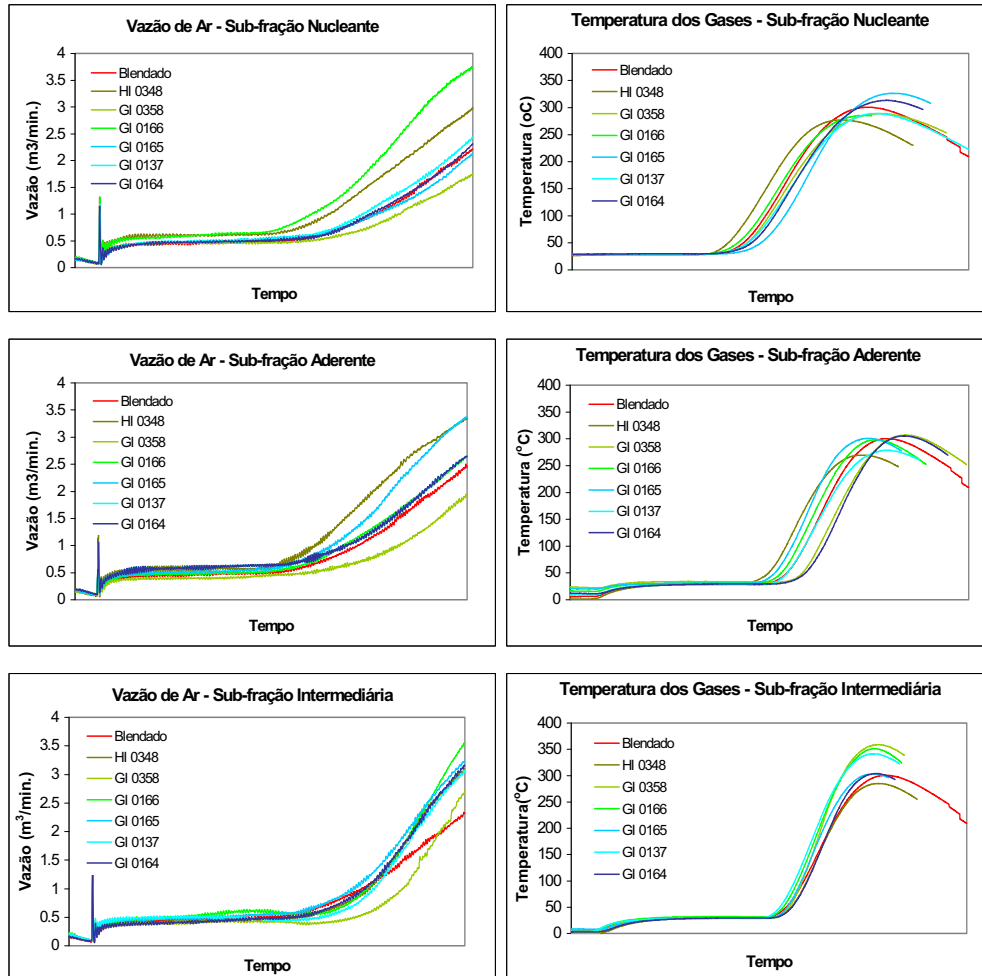 Vazão de Ar - Sub-fração Nucleante
Vazão (m3/min.)
4
3.5
3
2.5
2
1.5
1
0.5
0
Blendado
HI 0348
GI 0358
GI 0166
GI 0165
GI 0137
GI 0164
Tempo
Temperatura dos Gases - Sub-fração Nucleante
Temperatura (oC)
400
350
300
250
200
150
100
50
0
Blendado
HI 0348
GI 0358
GI 0166
GI 0165
GI 0137
GI 0164
Tempo
Vazão de Ar - Sub-fração Aderente
Vazão (m3/min.)
4
3.5
3
2.5
2
1.5
1
0.5
0
Blendado
HI 0348
GI 0358
GI 0166
GI 0165
GI 0137
GI 0164
Tempo
Temperatura dos Gases - Sub-fração Aderente
Temperatura (°C)
400
350
300
250
200
150
100
50
0
Blendado
HI 0348
GI 0358
GI 0166
GI 0165
GI 0137
GI 0164
Tempo
Vazão de Ar - Sub-fração Intermediária
Vazão (m³/min.)
4
3.5
3
2.5
2
1.5
1
0.5
0
Blendado
HI 0348
GI 0358
GI 0166
GI 0165
GI 0137
GI 0164
Tempo
Temperatura dos Gases - Sub-fração Intermediária
Temperatura(°C)
400
350
300
250
200
150
100
50
0
Blendado
HI 0348
GI 0358
GI 0166
GI 0165
GI 0137
GI 0164
Tempo